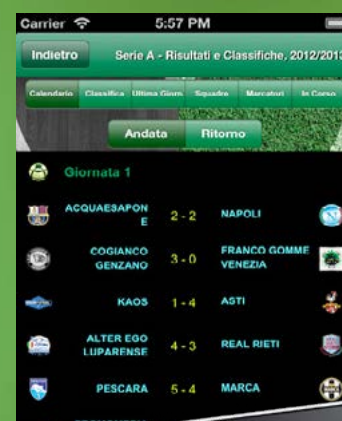 Carrier 5:57 PM
Indietro Serie A - Risultati e Classifiche, 2012/2013
Calendario Classifica Ultima Giorn. Squadre Marcatori In Corso
Andata Ritorno
Giornata 1
ACQUAESAPON
E 2 - 2 NAPOLI
COGIANCO
GENZANO 3 - 0 FRANCO GOMME
VENEZIA
KAOS 1 - 4 ASTI
ALTER EGO
LUPARENSE 4 - 3 REAL RIETI
PESCARA 5 - 4 MARCA